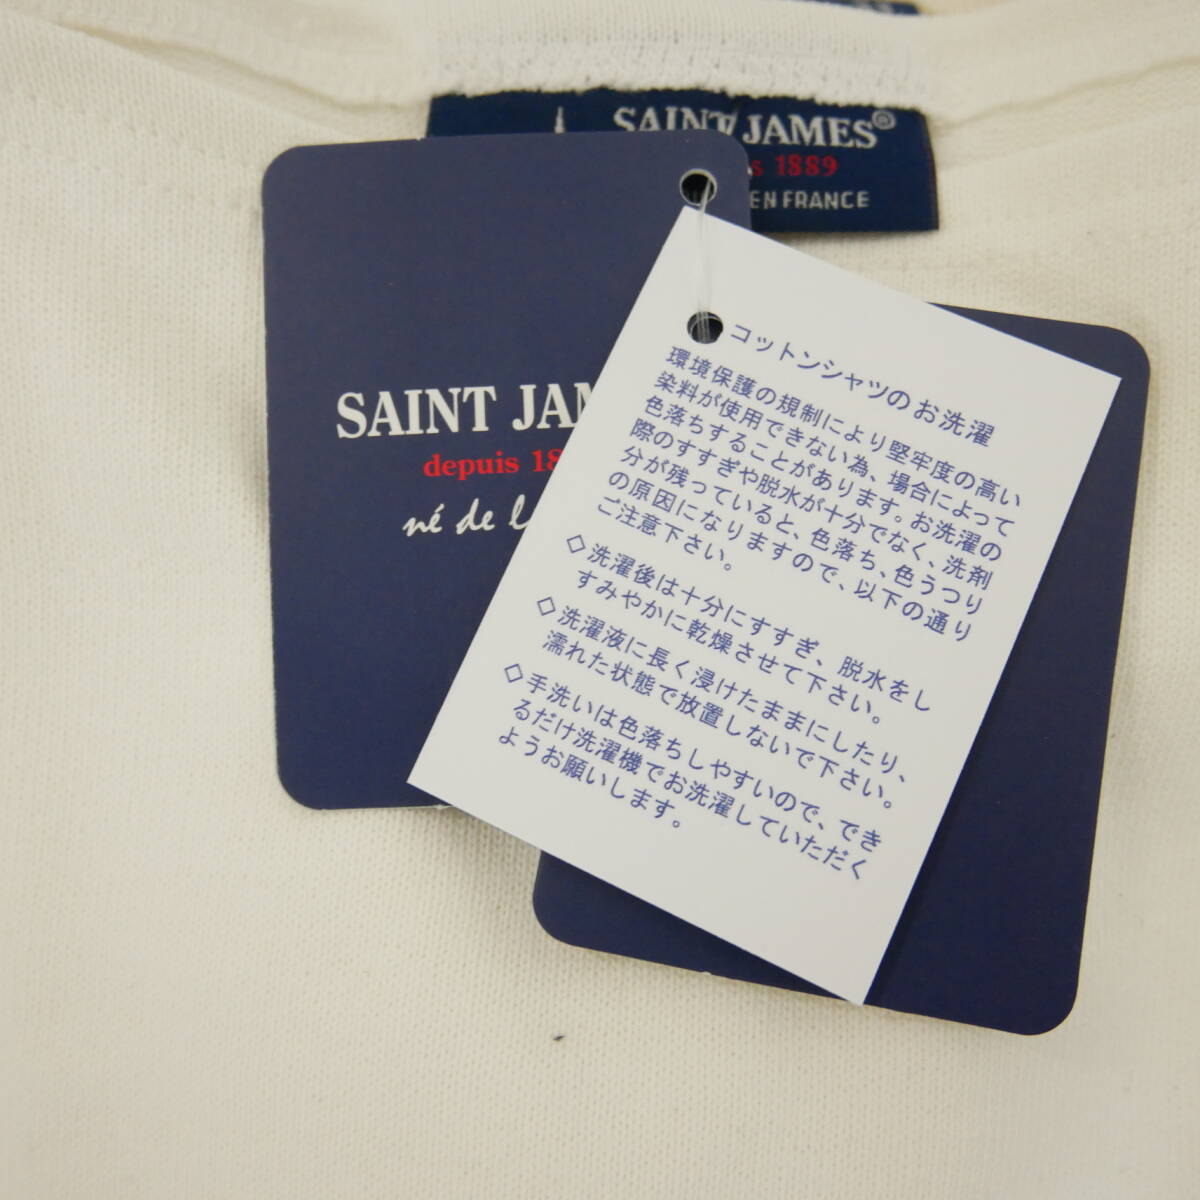 SAINT JAMES®
1889
EN FRANCE
SAINT
depuis
né de
コットンシャツのお洗濯
環境保護の規制により堅牢度の高い
染料が使用できない為、場合によって
色落ちすることがあります。お洗濯の
際のすすぎや脱水が十分でなく、洗剤
分が残っていると、色落ち、色うつり
の原因になりますので、以下の通り
ご注意下さい。
◇洗濯後は十分にすすぎ、脱水をし
すみやかに乾燥させて下さい。
◇洗濯液に長く浸けたままにしたり、
濡れた状態で放置しないで下さい。
◇手洗いは色落ちしやすいので、でき
るだけ洗濯機でお洗濯していただく
ようお願いします。